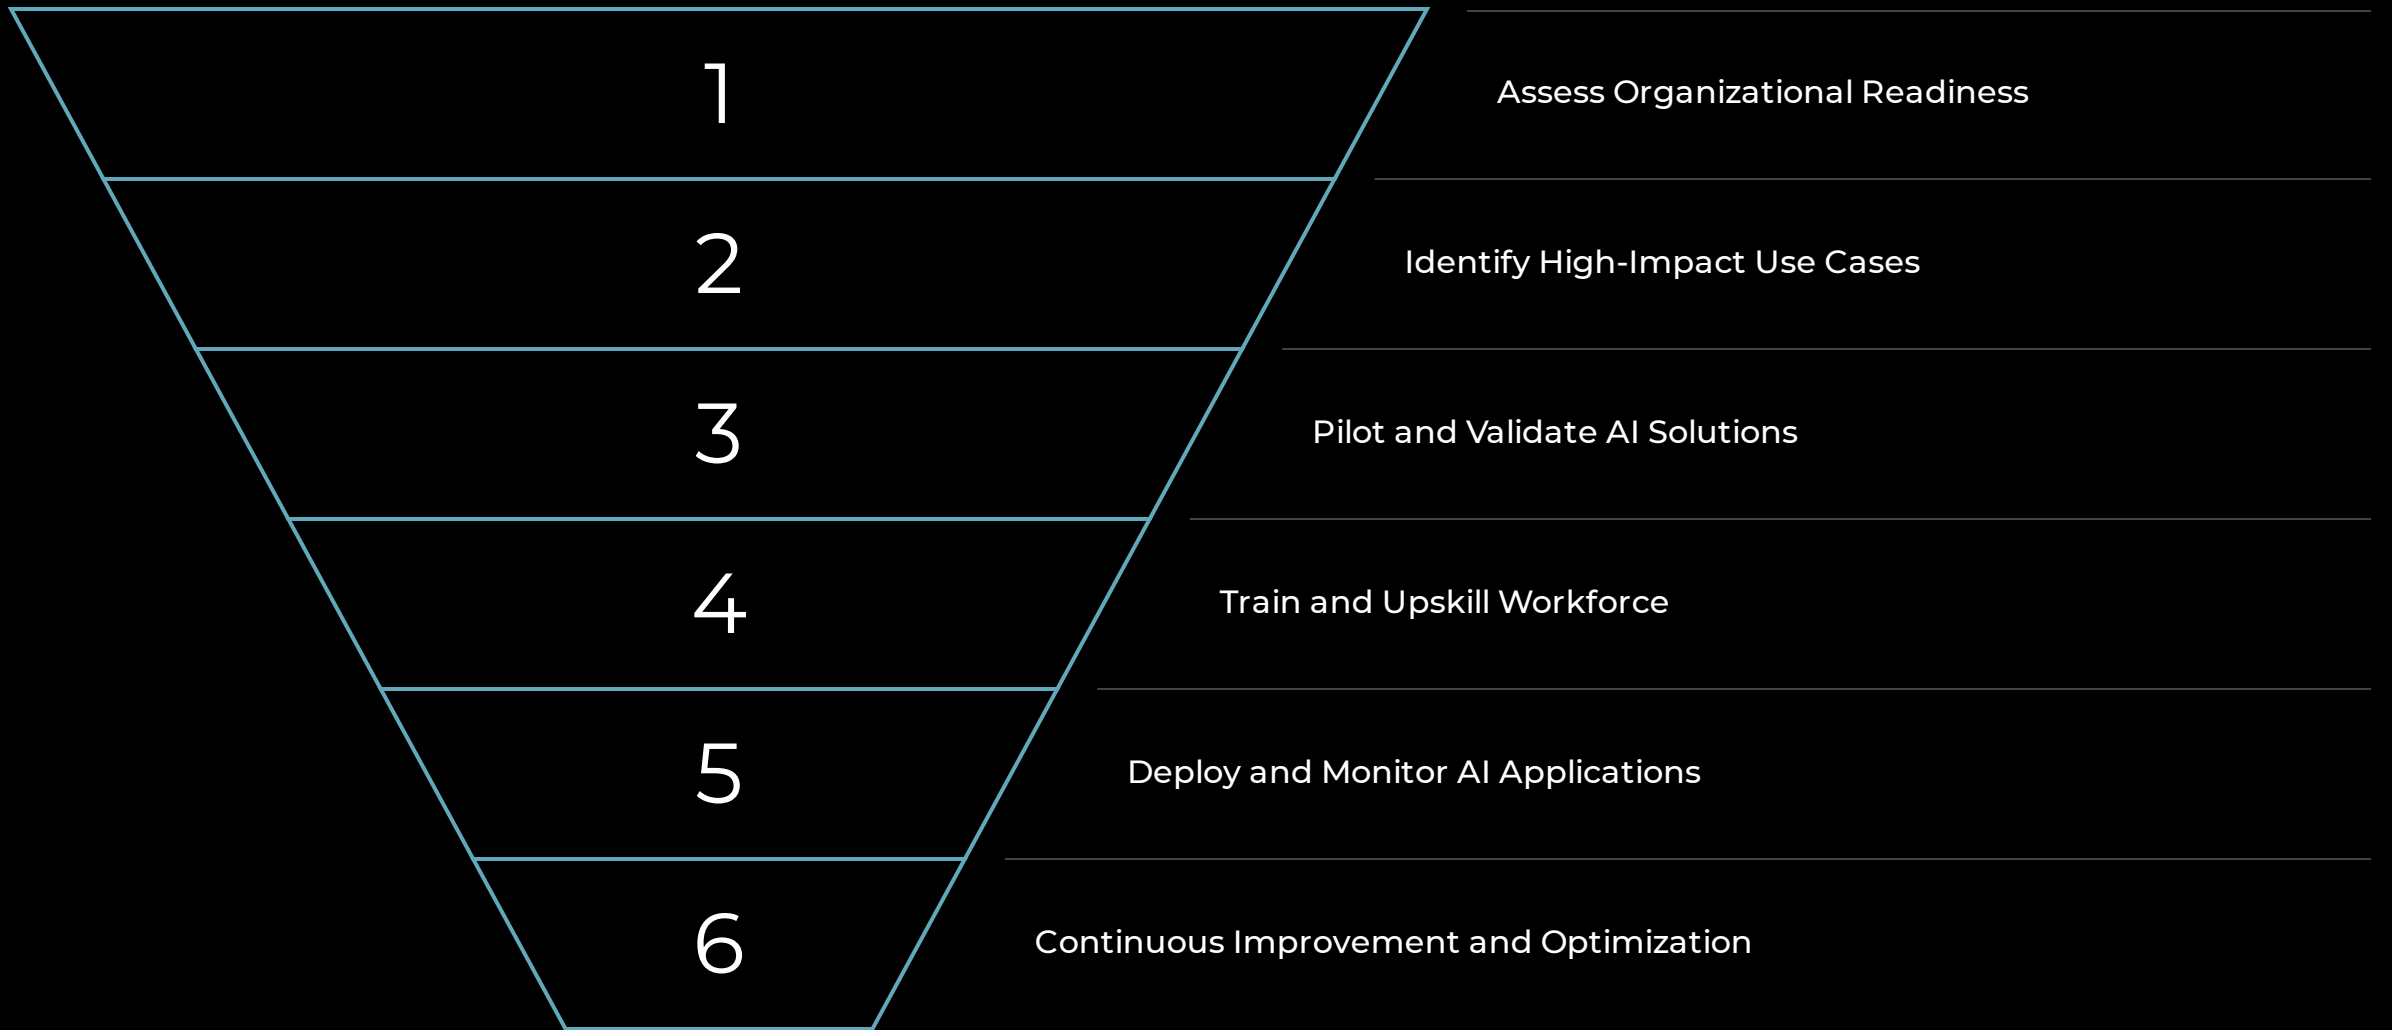 1
Assess Organizational Readiness
2
Identify High-Impact Use Cases
3
Pilot and Validate AI Solutions
4
Train and Upskill Workforce
5
Deploy and Monitor AI Applications
6
Continuous Improvement and Optimization